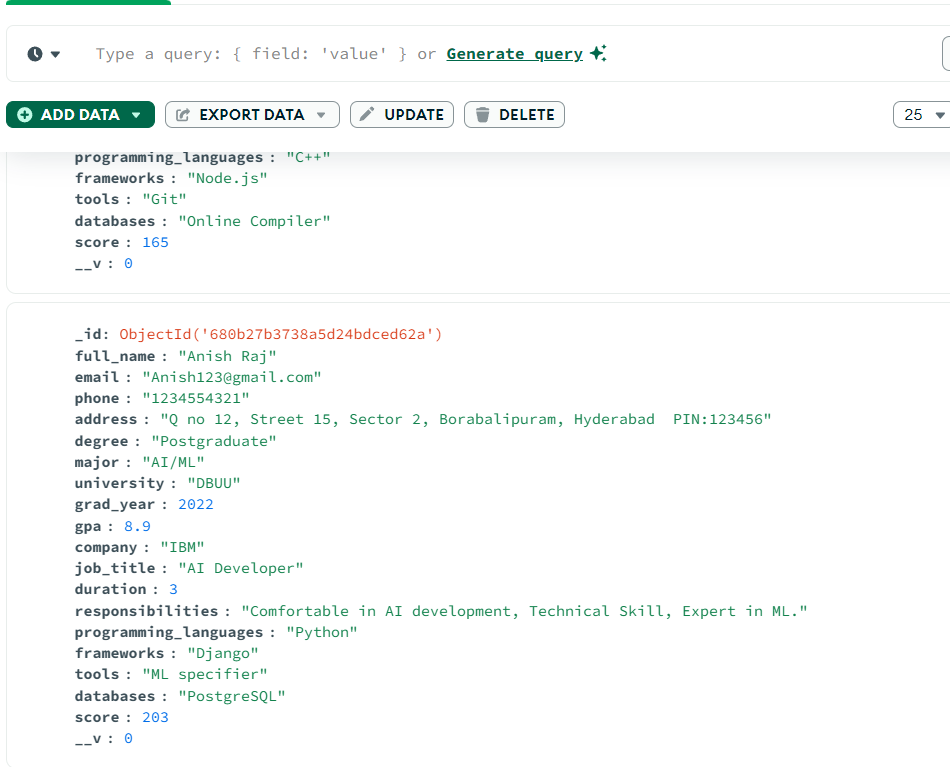 Type a query: { field: 'value' } or Generate query
ADD DATA EXPORT DATA UPDATE DELETE 25
programming_languages : "C++"
frameworks : "Node.js"
tools : "Git"
databases : "Online Compiler"
score : 165
__v : 0
_id: ObjectId('680b27b3738a5d24bdced62a')
full_name : "Anish Raj"
email : "Anish123@gmail.com"
phone : "1234554321"
address : "Q no 12, Street 15, Sector 2, Borabalipuram, Hyderabad  PIN:123456"
degree : "Postgraduate"
major : "AI/ML"
university : "DBUU"
grad_year : 2022
gpa : 8.9
company : "IBM"
job_title : "AI Developer"
duration : 3
responsibilities : "Comfortable in AI development, Technical Skill, Expert in ML."
programming_languages : "Python"
frameworks : "Django"
tools : "ML specifier"
databases : "PostgreSQL"
score : 203
__v : 0